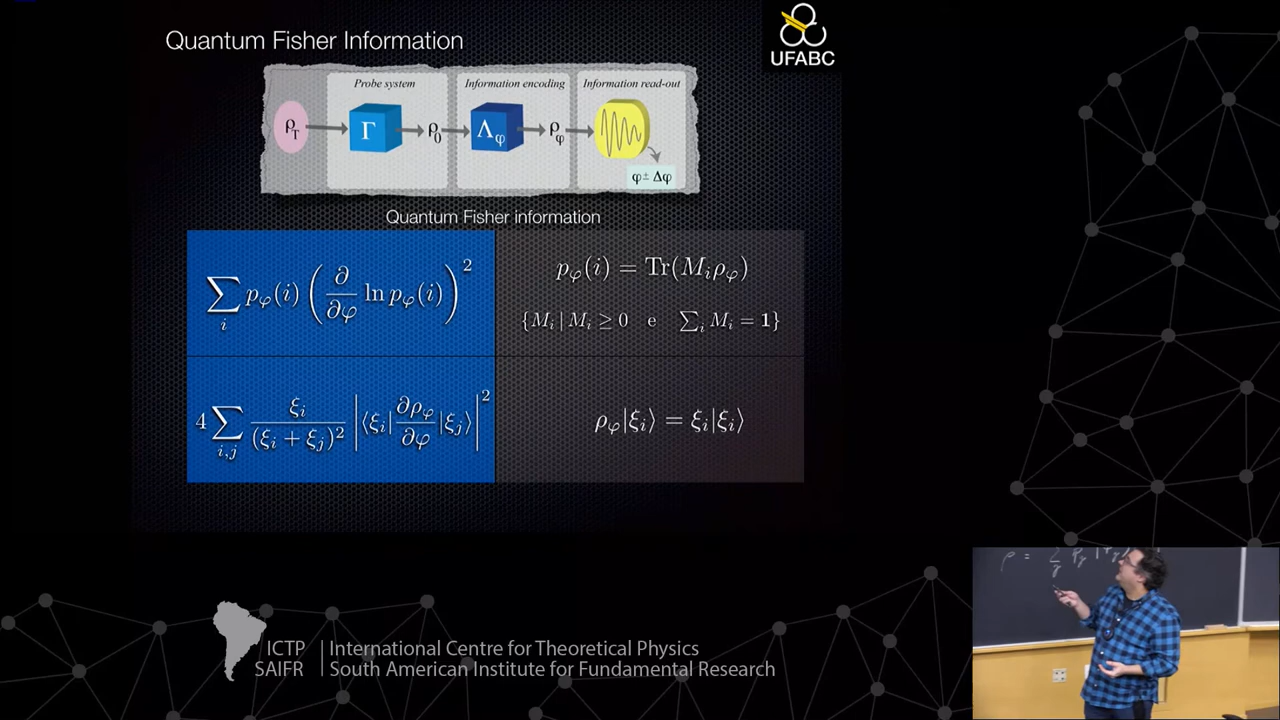 Quantum Fisher Information
UFABC
Probe system
Information encoding
Information read-out
ρ_T
Γ
ρ_0
Λ_φ
ρ_φ
φ ± Δφ
Quantum Fisher information
∑_i p_φ(i) (∂/∂φ ln p_φ(i))^2
p_φ(i) = Tr(M_i ρ_φ)
{M_i | M_i ≥ 0 e ∑_i M_i = 1}
4 ∑_{i,j} ξ_i/(ξ_i + ξ_j)^2 |⟨ξ_i| ∂ρ_φ/∂φ |ξ_j⟩|^2
ρ_φ|ξ_i⟩ = ξ_i|ξ_i⟩
ρ = ∑
ICTP
SAIFR
International Centre for Theoretical Physics
South American Institute for Fundamental Research